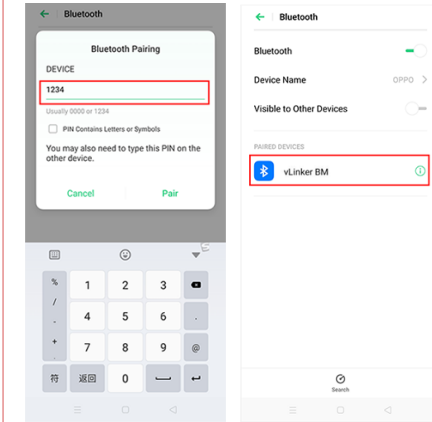 Bluetooth
Bluetooth Pairing
DEVICE
1234
Usually 0000 or 1234
PIN Contains Letters or Symbols
You may also need to type this PIN on the
other device.
Cancel
Pair
%
1
2
3
/
-
4
5
6
.
+
7
8
9
@
符
返回
0
Bluetooth
Bluetooth
Device Name
OPPO
Visible to Other Devices
PAIRED DEVICES
vLinker BM
Search